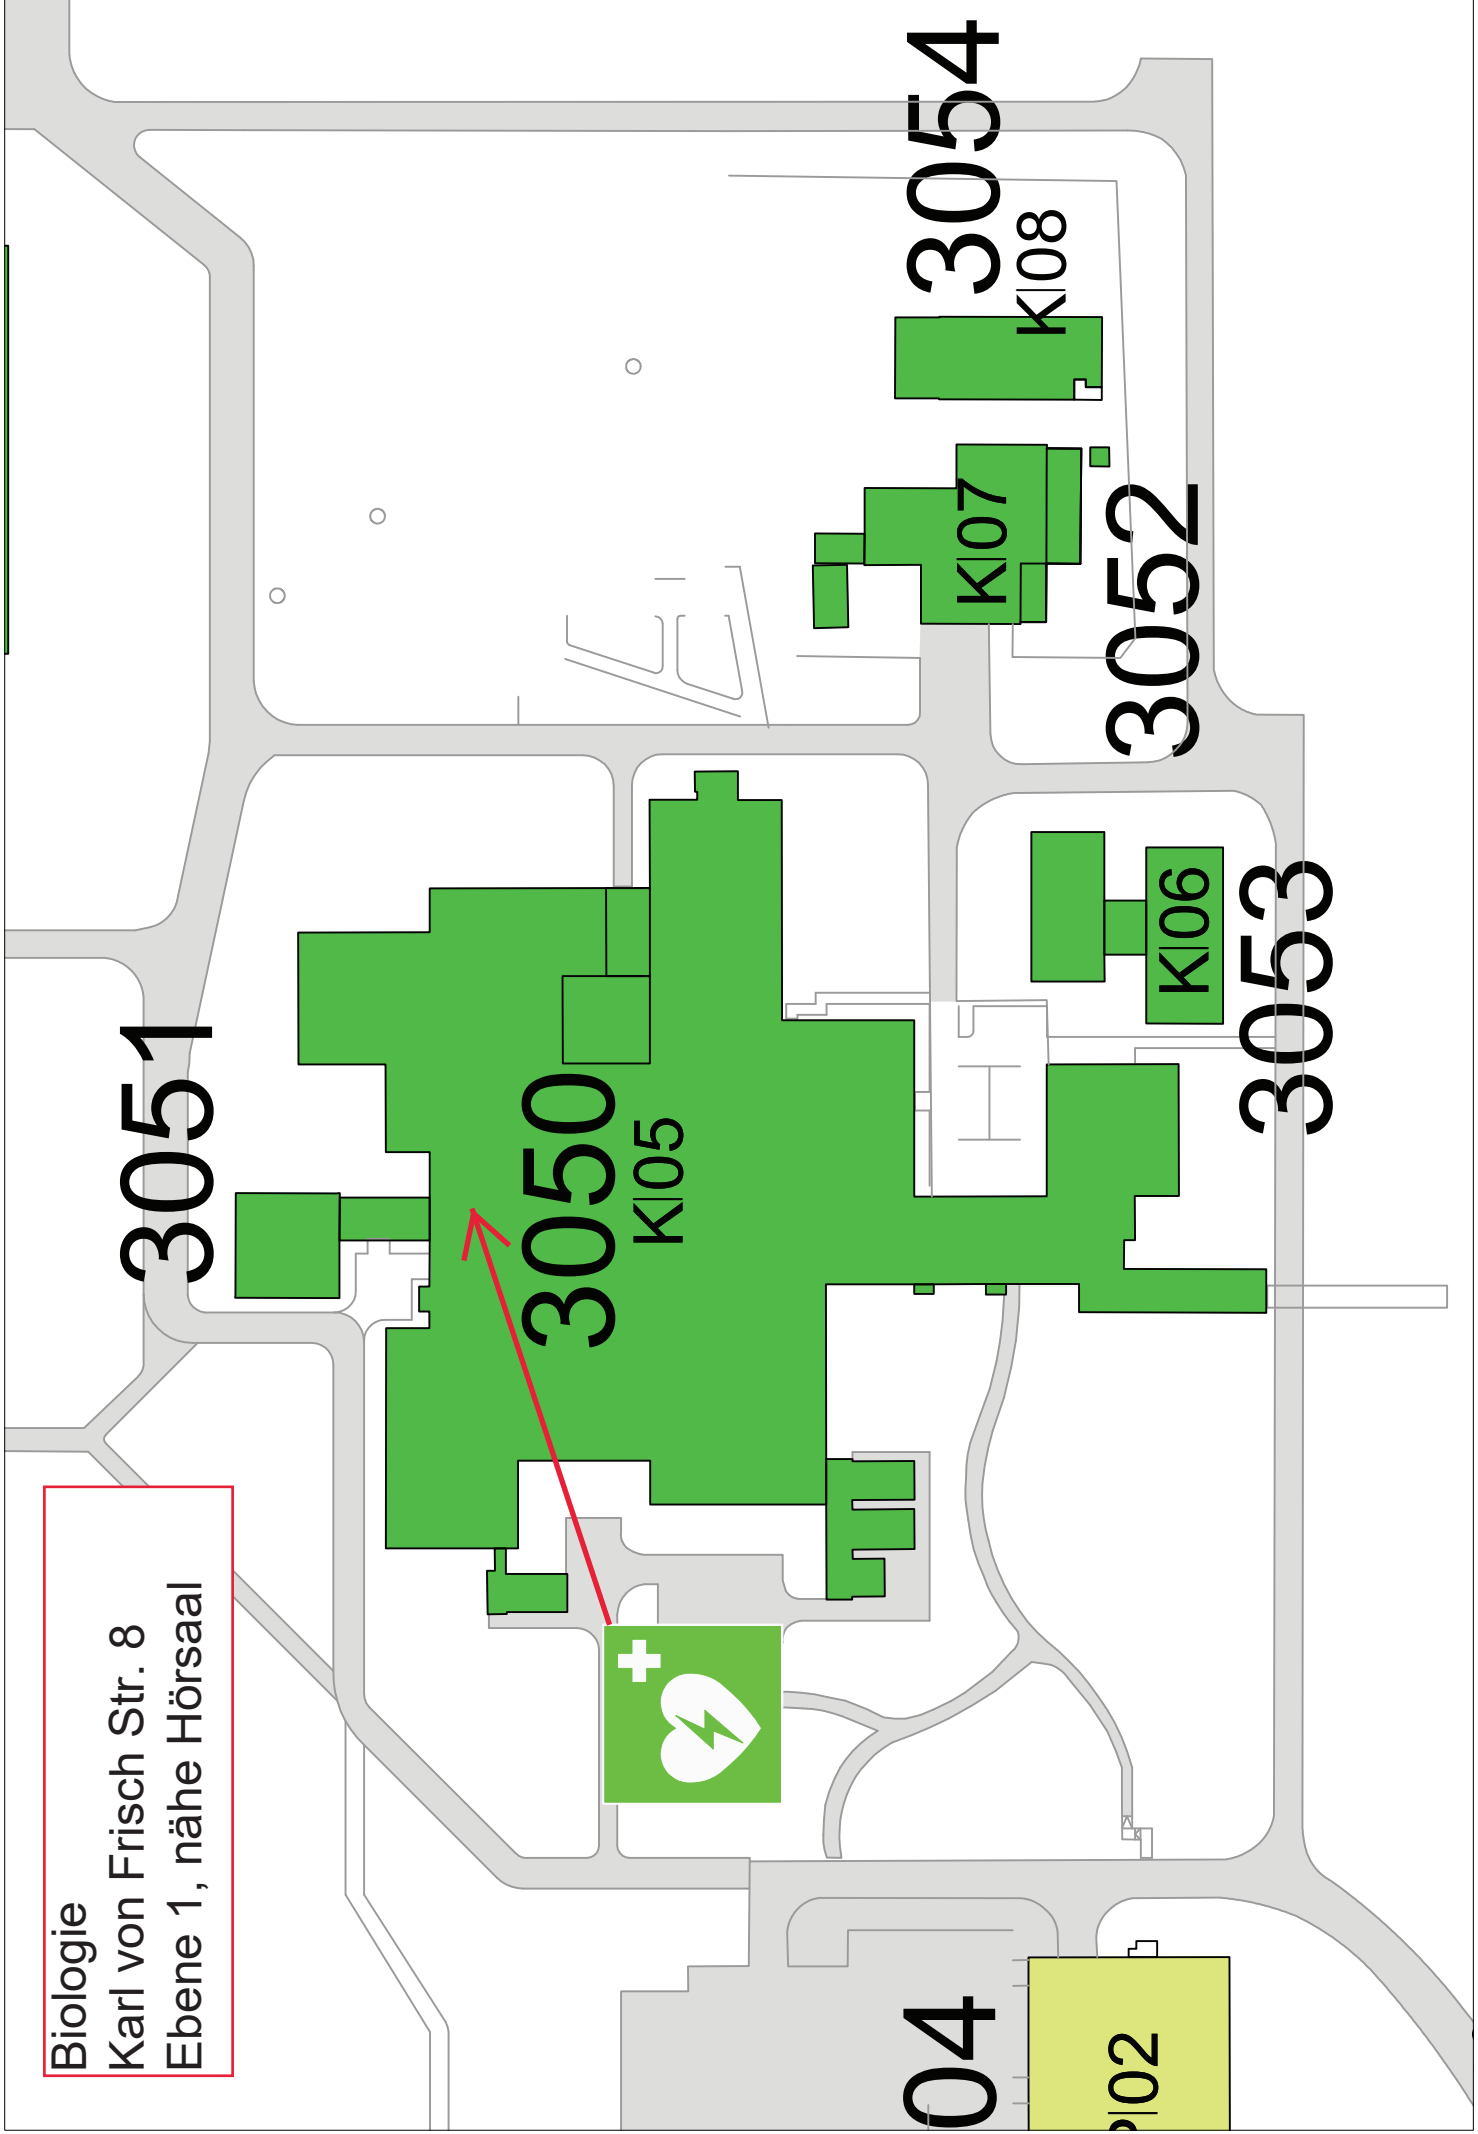 Biologie
Karl von Frisch Str. 8
Ebene 1, nähe Hörsaal
3051
3050
K|05
3054
K|08
K|07
3052
K|06
3053
04
|02